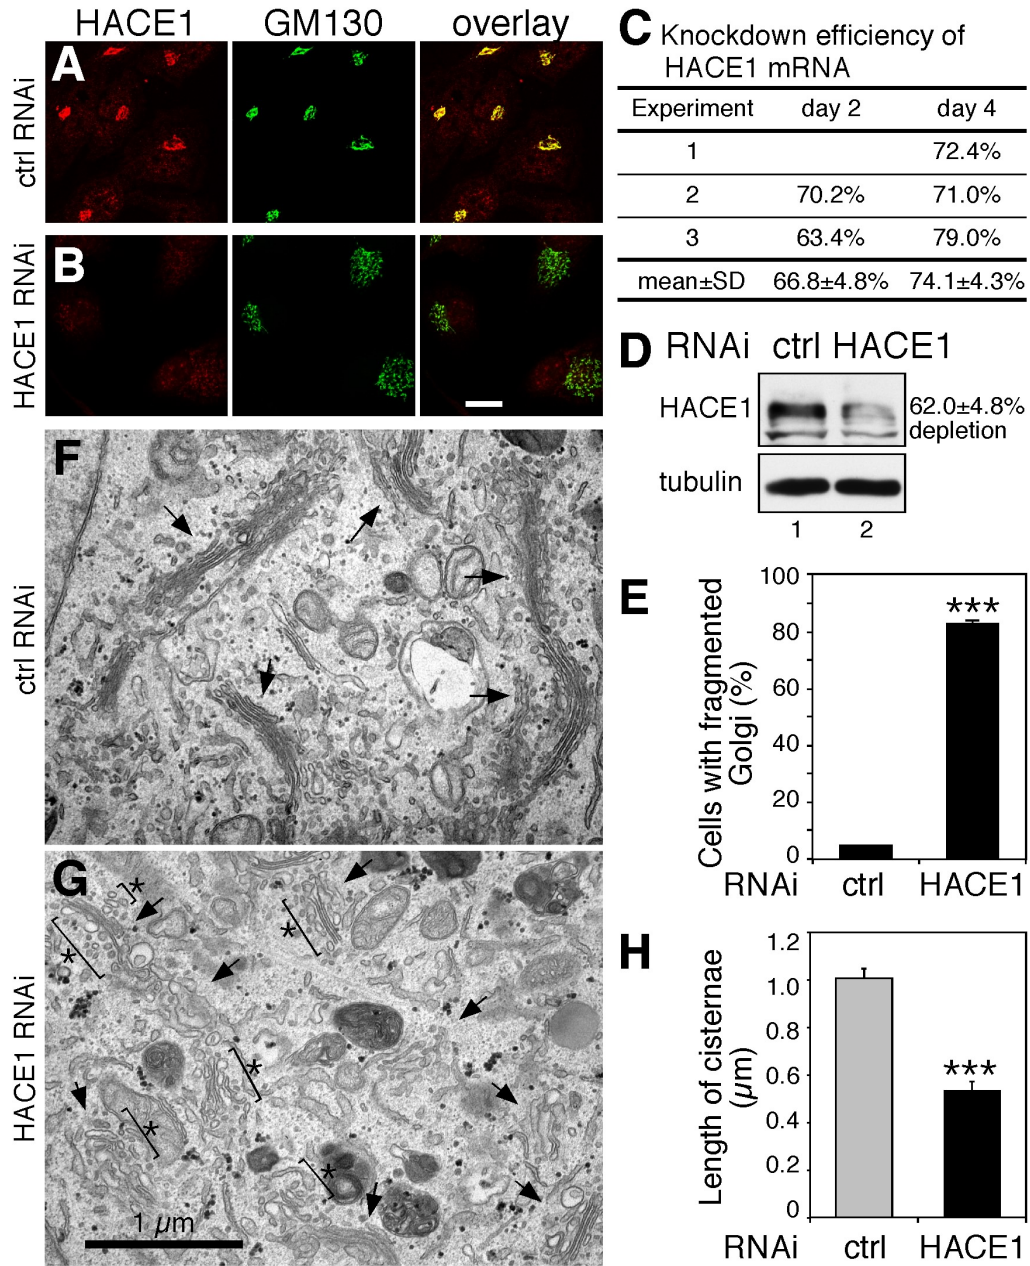 HACE1 GM130 overlay
A
ctrl RNAi
B
HACE1 RNAi
C Knockdown efficiency of
HACE1 mRNA
Experiment day 2 day 4
1 72.4%
2 70.2% 71.0%
3 63.4% 79.0%
mean±SD 66.8±4.8% 74.1±4.3%
D RNAi ctrl HACE1
HACE1 62.0±4.8%
depletion
tubulin
1 2
F
ctrl RNAi
E
Cells with fragmented
Golgi (%)
100
80
60
40
20
0
***
RNAi ctrl HACE1
G
HACE1 RNAi
*
*
*
*
*
*
1 µm
H
Length of cisternae
(µm)
1.2
1.0
0.8
0.6
0.4
0.2
0
***
RNAi ctrl HACE1